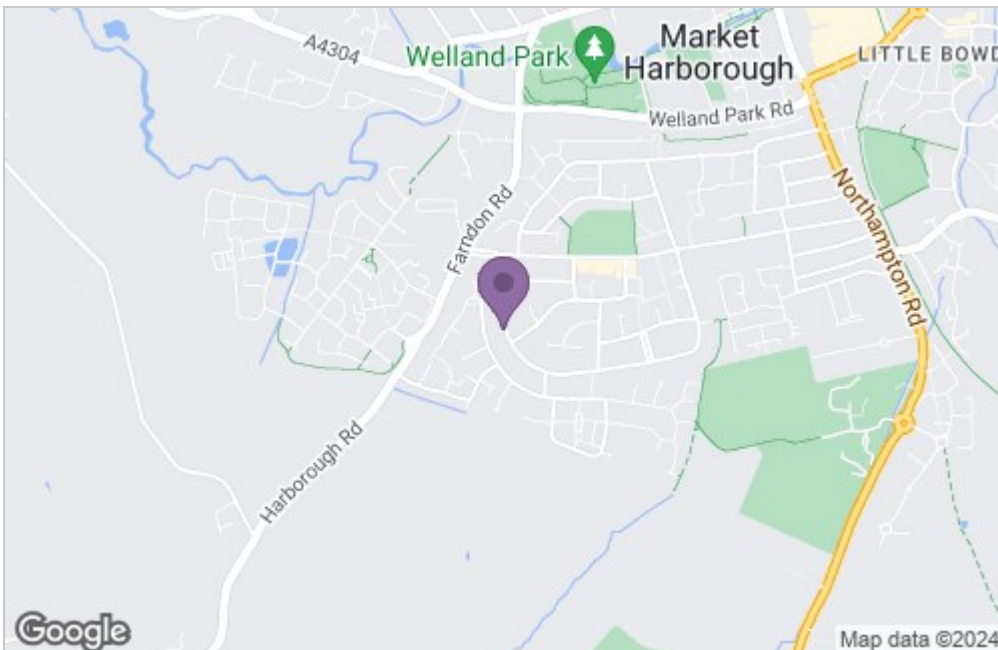 A4304
Welland Park
Market
Harborough
LITTLE BOWD
Welland Park Rd
Farndon Rd
Northampton Rd
Harborough Rd
Google
Map data ©2024